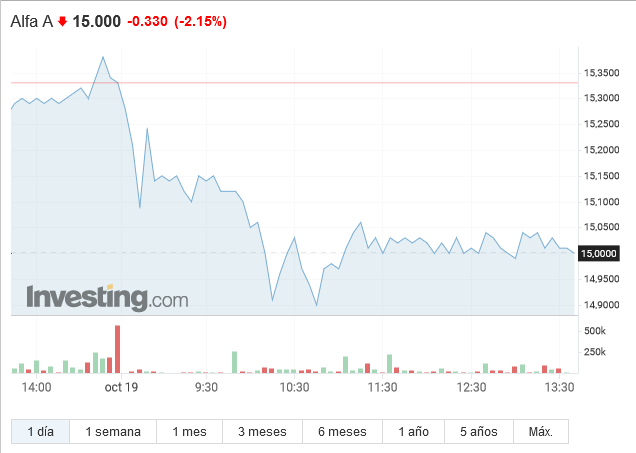 Alfa A 15.000 -0.330 (-2.15%)
15,3500
15,3000
15,2500
15,2000
15,1500
15,1000
15,0500
15,0000
14,9500
14,9000
Investing.com
500k
250k
14:00 oct 19 9:30 10:30 11:30 12:30 13:30
1 día 1 semana 1 mes 3 meses 6 meses 1 año 5 años Máx.